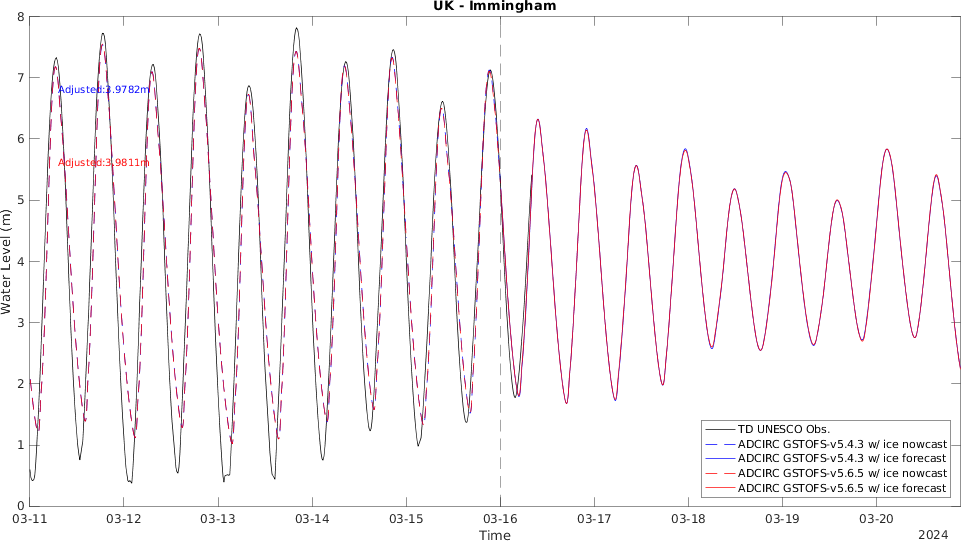 UK - Immingham
8
7
6
5
4
3
2
1
0
Water Level (m)
Adjusted:3.9782m
Adjusted:3.9811m
TD UNESCO Obs.
ADCIRC GSTOFS-v5.4.3 w/ ice nowcast
ADCIRC GSTOFS-v5.4.3 w/ ice forecast
ADCIRC GSTOFS-v5.6.5 w/ ice nowcast
ADCIRC GSTOFS-v5.6.5 w/ ice forecast
03-11 03-12 03-13 03-14 03-15 03-16 03-17 03-18 03-19 03-20
Time
2024